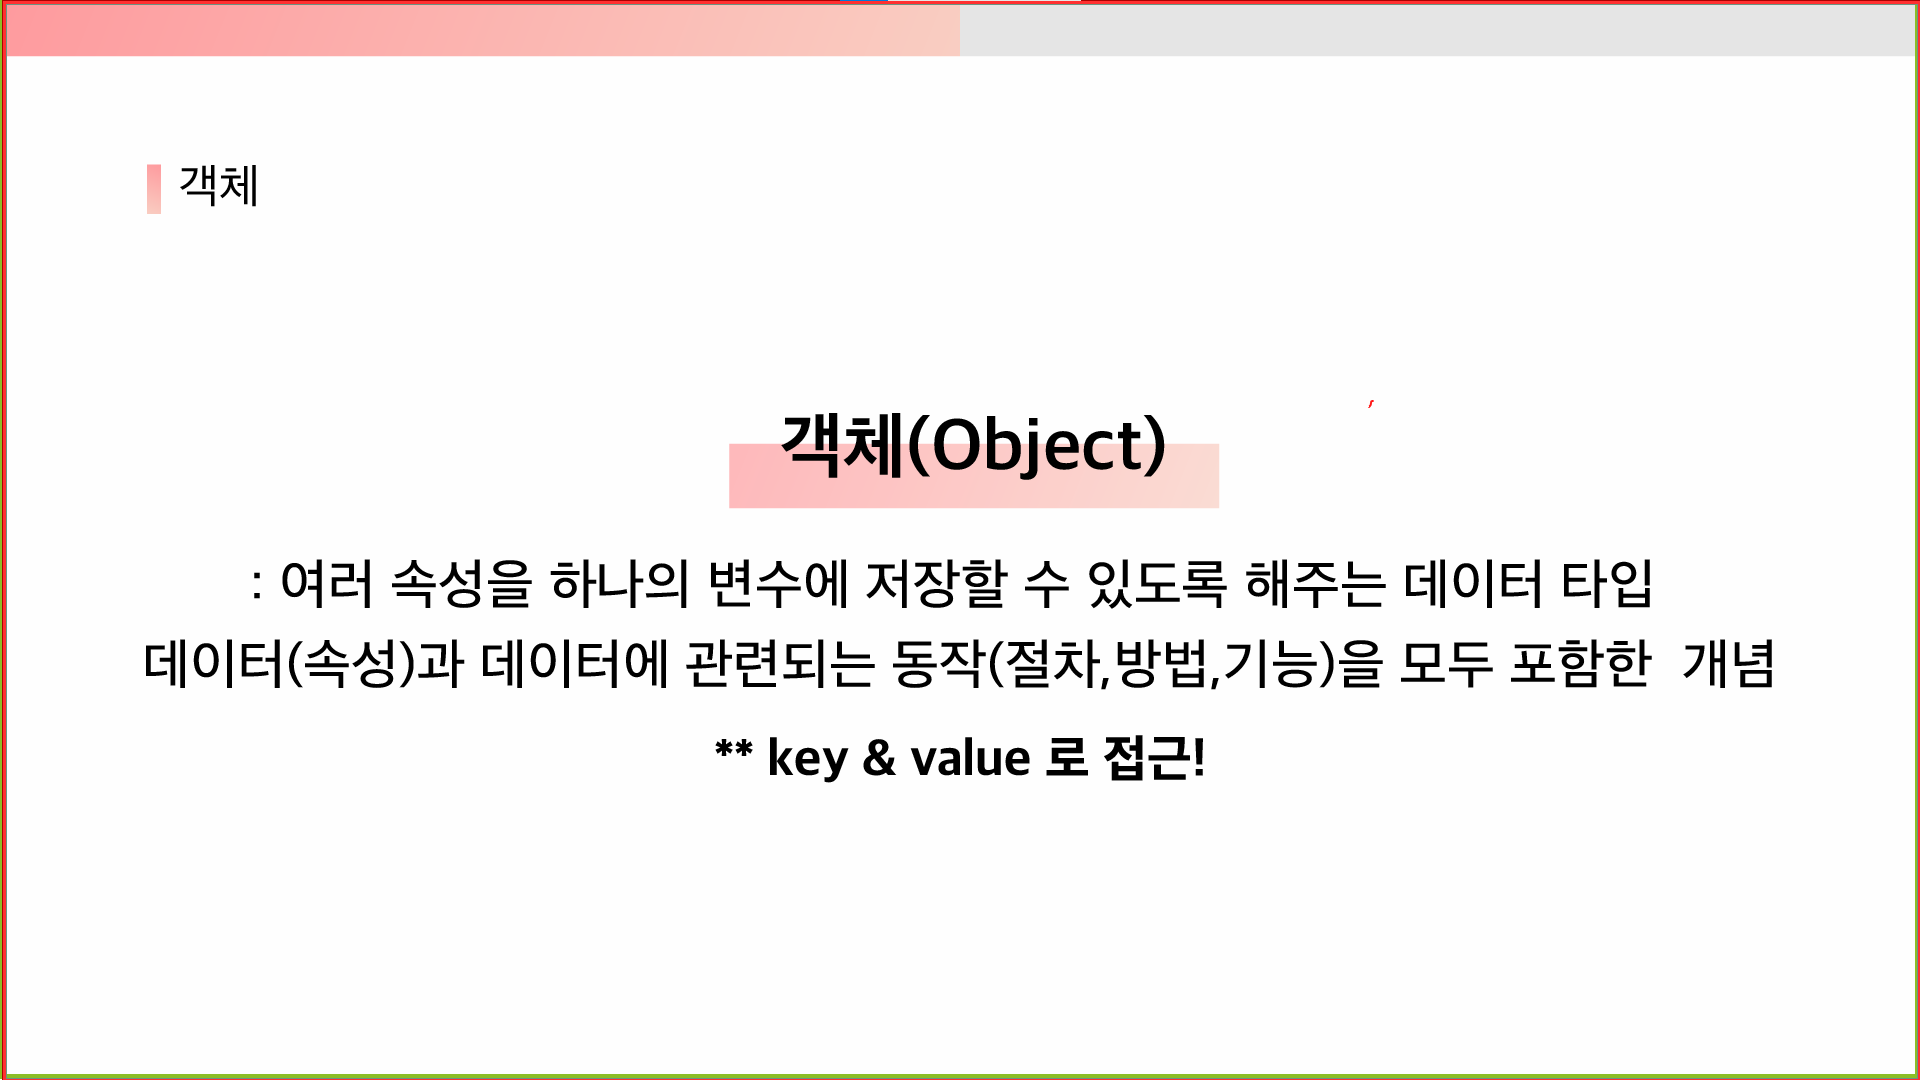 객체
객체(Object)
: 여러 속성을 하나의 변수에 저장할 수 있도록 해주는 데이터 타입
데이터(속성)과 데이터에 관련되는 동작(절차,방법,기능)을 모두 포함한  개념
** key & value 로 접근!